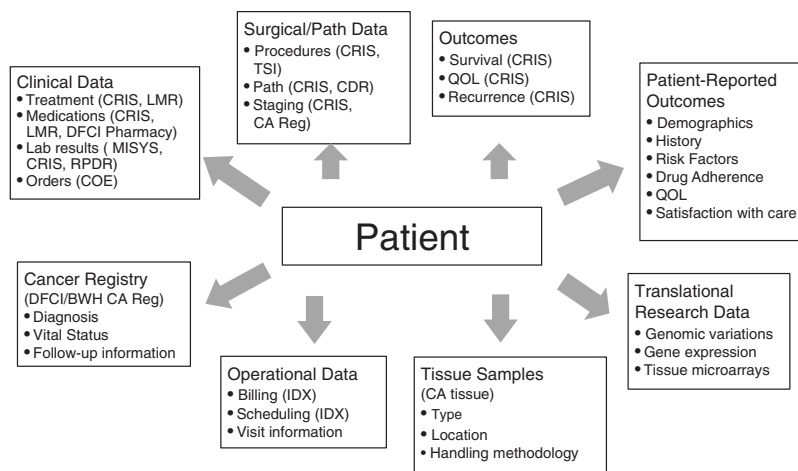 Surgical/Path Data
• Procedures (CRIS,
TSI)
• Path (CRIS, CDR)
• Staging (CRIS,
CA Reg)
Outcomes
• Survival (CRIS)
• QOL (CRIS)
• Recurrence (CRIS)
Clinical Data
• Treatment (CRIS, LMR)
• Medications (CRIS,
LMR, DFCI Pharmacy)
• Lab results ( MISYS,
CRIS, RPDR)
• Orders (COE)
Patient-Reported
Outcomes
• Demographics
• History
• Risk Factors
• Drug Adherence
• QOL
• Satisfaction with care
Patient
Cancer Registry
(DFCI/BWH CA Reg)
• Diagnosis
• Vital Status
• Follow-up information
Translational
Research Data
• Genomic variations
• Gene expression
• Tissue microarrays
Operational Data
• Billing (IDX)
• Scheduling (IDX)
• Visit information
Tissue Samples
(CA tissue)
• Type
• Location
• Handling methodology